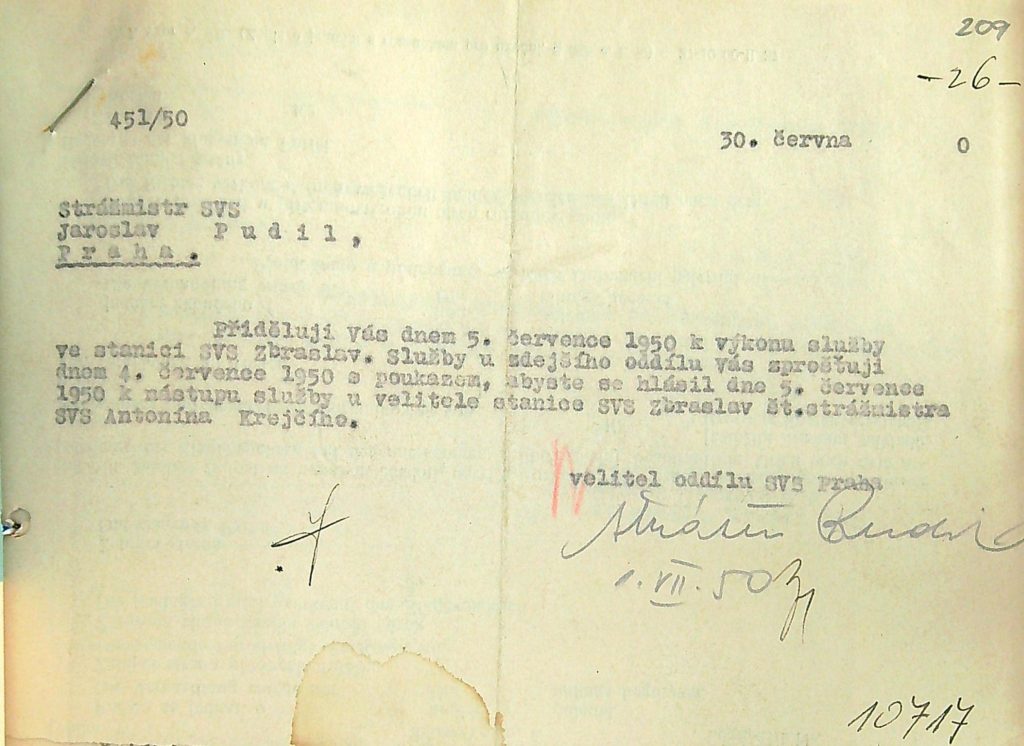 209
-26-
451/50
30. června 0
Strážmistr SVS
Jaroslav P u d i l ,
P r a h a .
Přiděluji Vás dnem 5. července 1950 k výkonu služby
ve stanici SVS Zbraslav. Služby u zdejšího oddílu Vás zprošťuji
dnem 4. července 1950 s poukazem, abyste se hlásil dne 5. července
1950 k nástupu služby u velitele stanice SVS Zbraslav št.strážmistra
SVS Antonína Krejčího.
velitel oddílu SVS Praha
1. VII. 50
10717